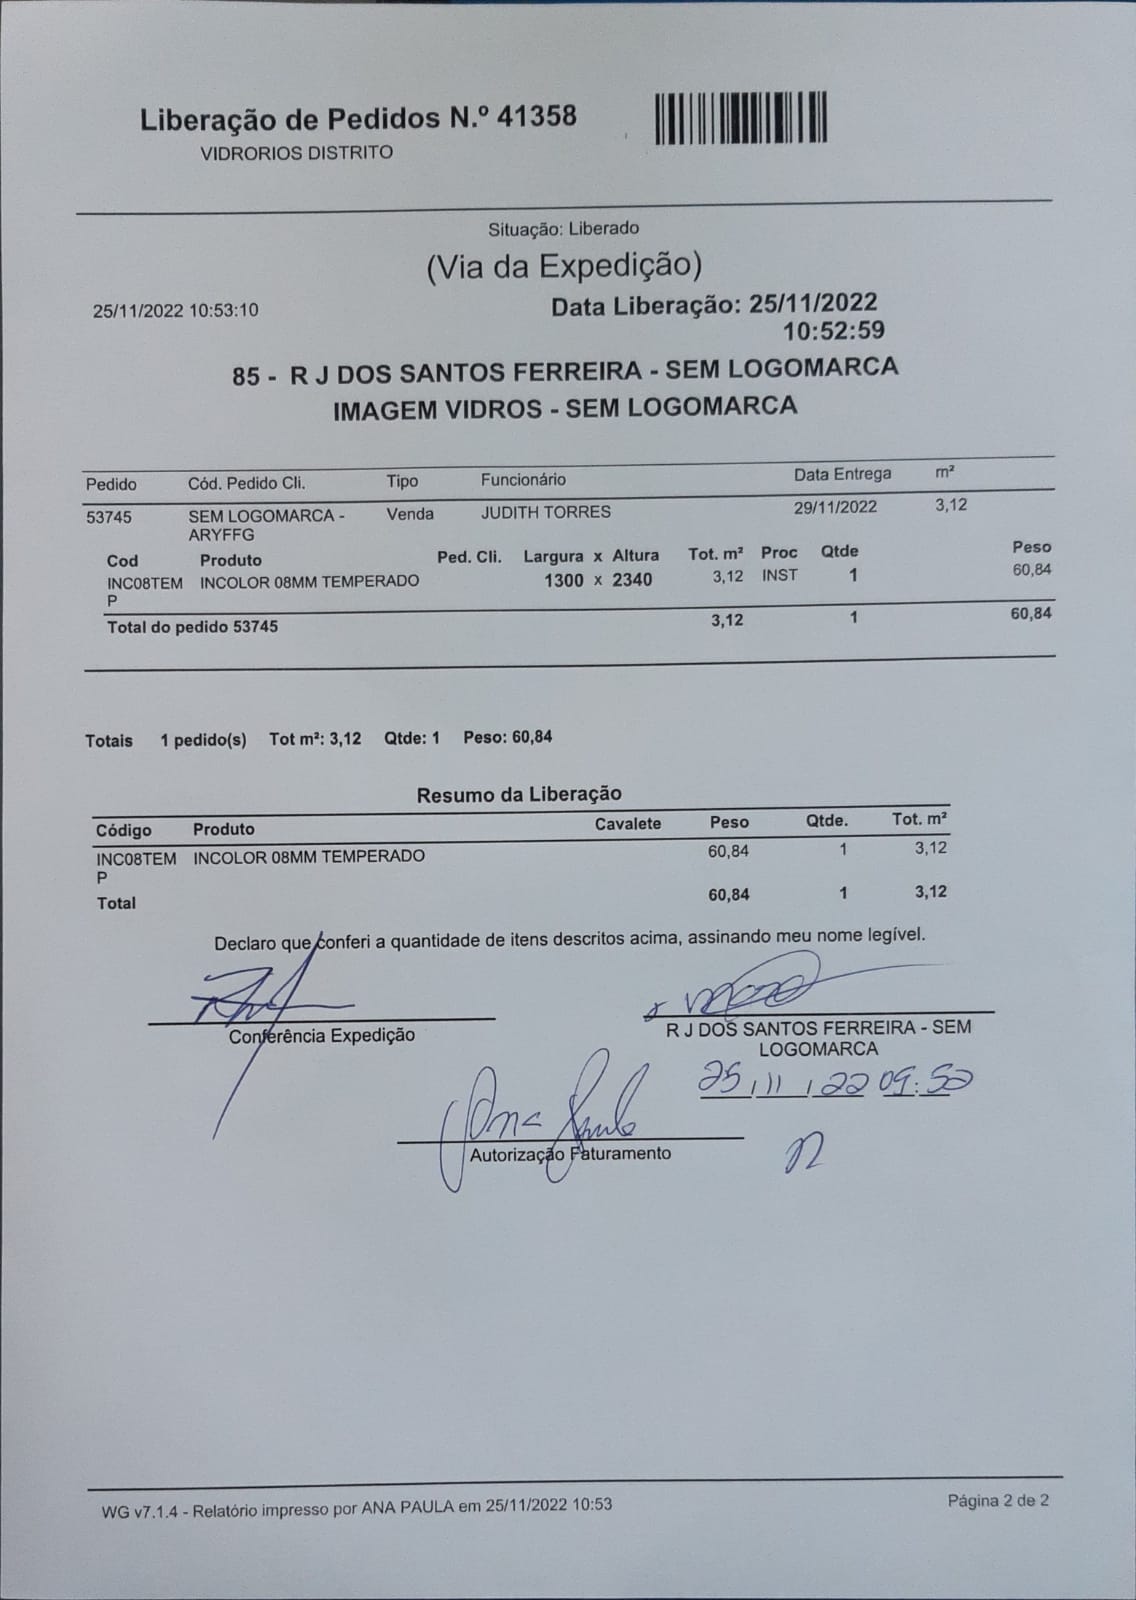 Liberação de Pedidos N.º 41358
VIDRORIOS DISTRITO
Situação: Liberado
(Via da Expedição)
25/11/2022 10:53:10 Data Liberação: 25/11/2022
10:52:59
85 - R J DOS SANTOS FERREIRA - SEM LOGOMARCA
IMAGEM VIDROS - SEM LOGOMARCA
Pedido Cód. Pedido Cli. Tipo Funcionário Data Entrega m²
53745 SEM LOGOMARCA - Venda JUDITH TORRES 29/11/2022 3,12
ARYFFG
Cod Produto Ped. Cli. Largura x Altura Tot. m² Proc Qtde Peso
INC08TEM INCOLOR 08MM TEMPERADO 1300 x 2340 3,12 INST 1 60,84
P
Total do pedido 53745 3,12 1 60,84
Totais 1 pedido(s) Tot m²: 3,12 Qtde: 1 Peso: 60,84
Resumo da Liberação
Código Produto Cavalete Peso Qtde. Tot. m²
INC08TEM INCOLOR 08MM TEMPERADO 60,84 1 3,12
P
Total 60,84 1 3,12
Declaro que conferi a quantidade de itens descritos acima, assinando meu nome legível.
Conferência Expedição
R J DOS SANTOS FERREIRA - SEM
LOGOMARCA
25/11/22 09:52
Ana Paula
Autorização Faturamento
WG v7.1.4 - Relatório impresso por ANA PAULA em 25/11/2022 10:53 Página 2 de 2